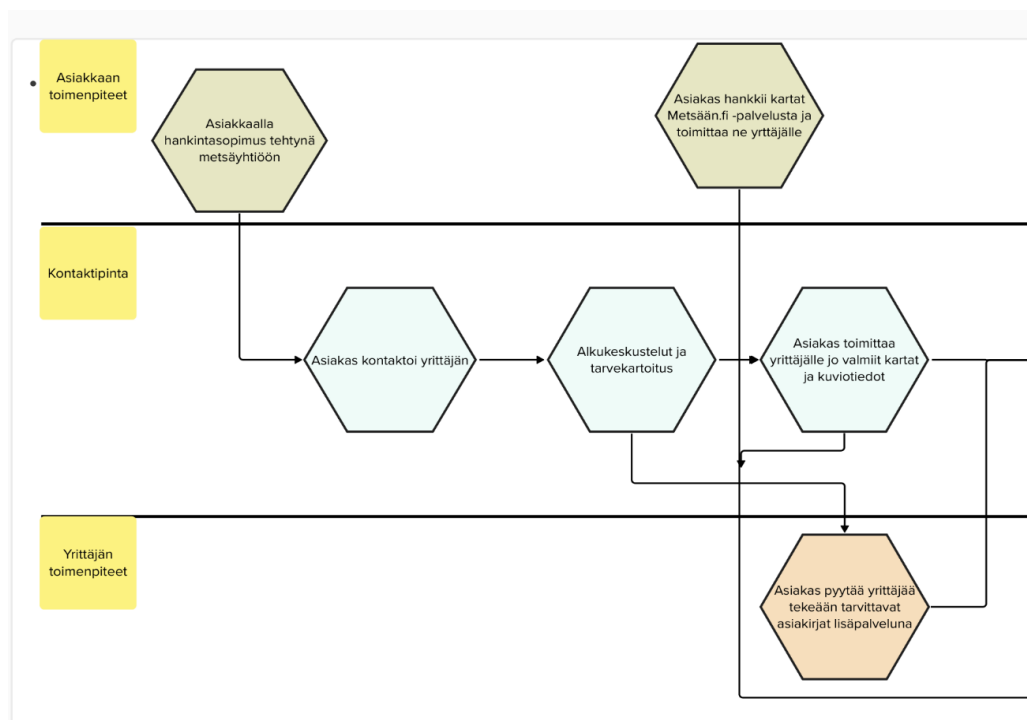 Asiakkaan
toimenpiteet
Asiakkaalla
hankintasopimus tehtynä
metsäyhtiöön
Asiakas hankkii kartat
Metsään.fi -palvelusta ja
toimittaa ne yrttäjälle
Kontaktipinta
Asiakas kontaktoi yrittäjän
Alkukeskustelut ja
tarvekartoitus
Asiakas toimittaa
yrittäjälle jo valmiit kartat
ja kuviotiedot
Yrittäjän
toimenpiteet
Asiakas pyytää yrittäjää
tekeään tarvittavat
asiakirjat lisäpalveluna